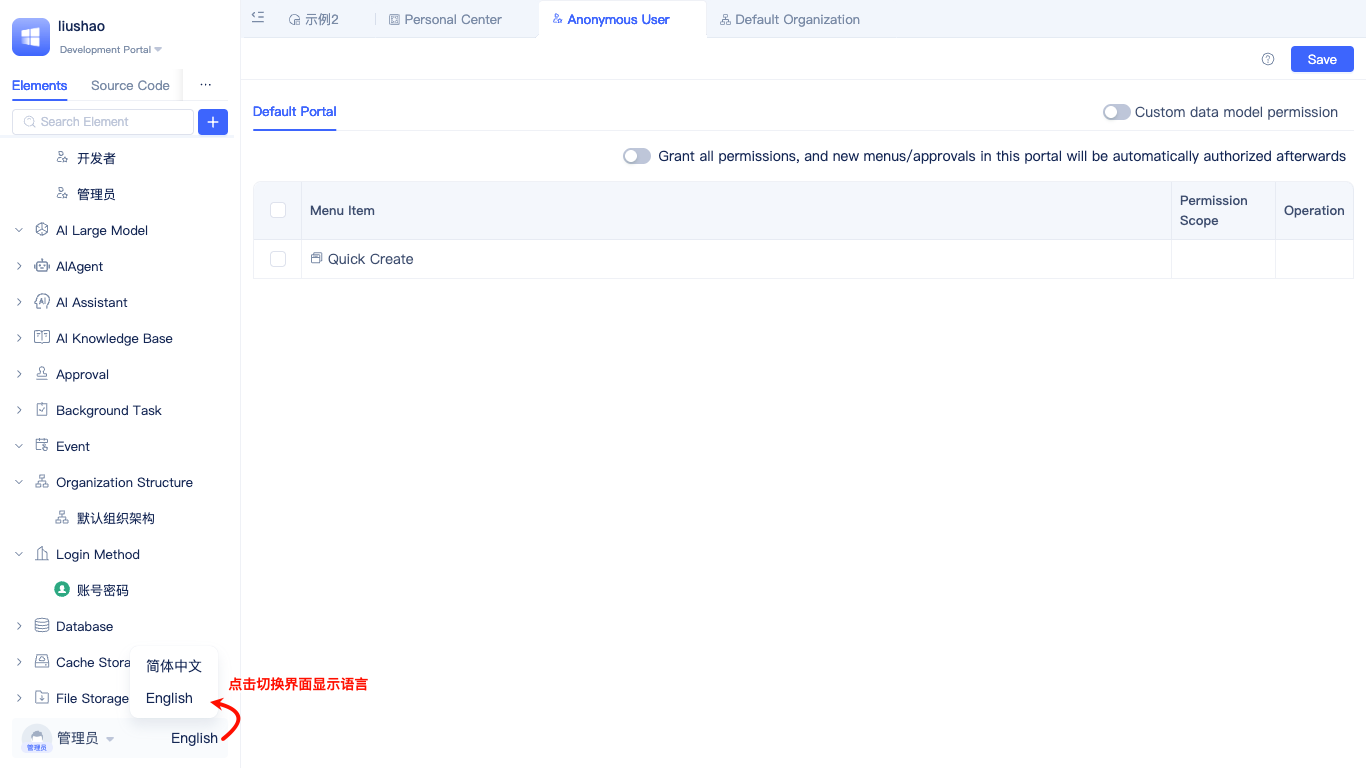 liushao
Development Portal
Elements
Source Code
Search Element
开发者
管理员
AI Large Model
AIAgent
AI Assistant
AI Knowledge Base
Approval
Background Task
Event
Organization Structure
默认组织架构
Login Method
账号密码
Database
Cache Stora
File Storage
简体中文
English
点击切换界面显示语言
管理员
管理员
English
示例2
Personal Center
Anonymous User
Default Organization
Save
Default Portal
Custom data model permission
Grant all permissions, and new menus/approvals in this portal will be automatically authorized afterwards
Menu Item
Permission
Scope
Operation
Quick Create